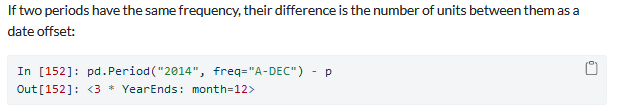 If two periods have the same frequency, their difference is the number of units between them as a
date offset:
In [152]: pd.Period("2014", freq="A-DEC") - p
Out[152]: <3 * YearEnds: month=12>